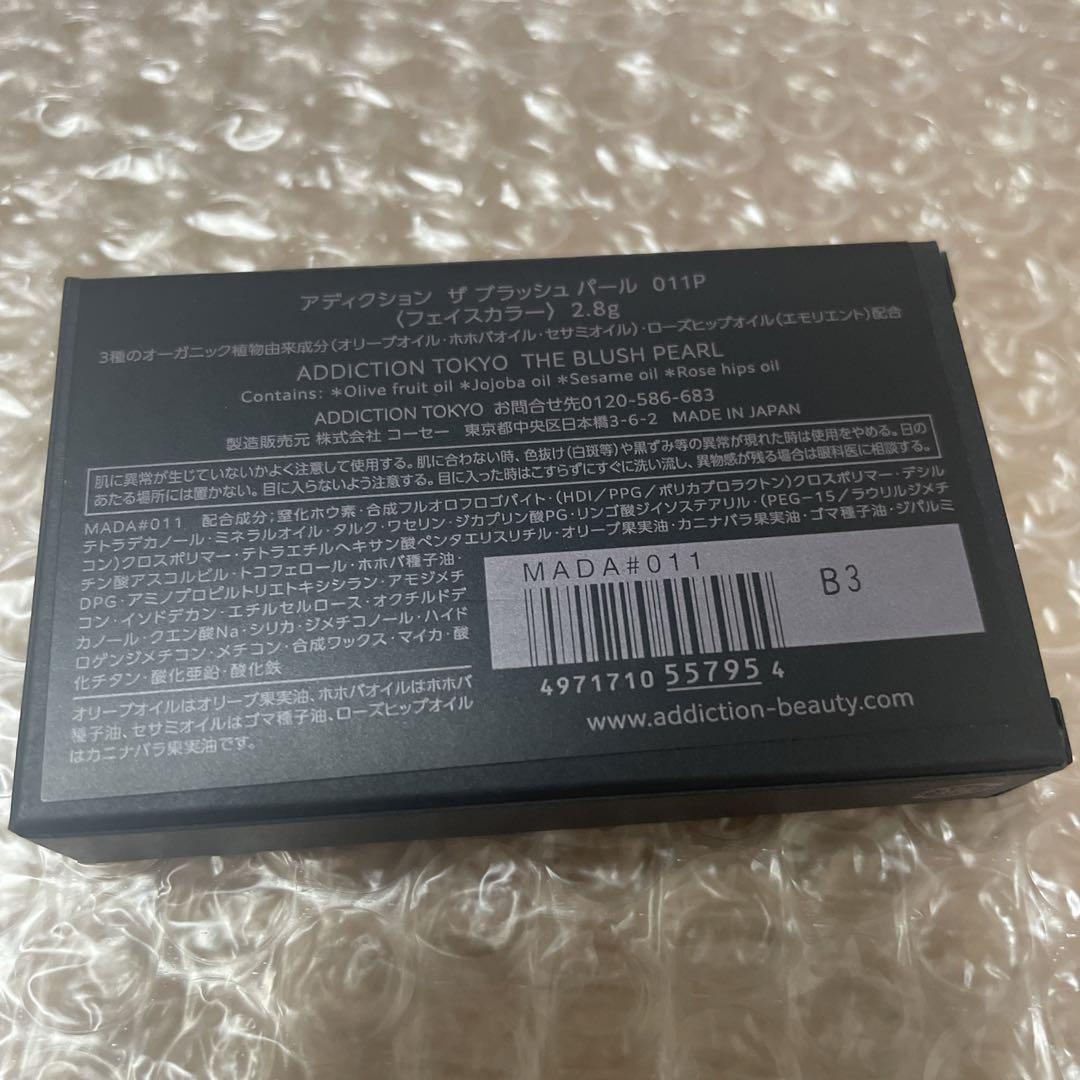 アディクション ザ ブラッシュ パール 011P
〈フェイスカラー〉 2.8g
3種のオーガニック植物由来成分(オリーブオイル・ホホバオイル・セサミオイル)・ローズヒップオイル(エモリエント)配合
ADDICTION TOKYO THE BLUSH PEARL
Contains: *Olive fruit oil *Jojoba oil *Sesame oil *Rose hips oil
ADDICTION TOKYO お問合せ先0120-586-683
製造販売元 株式会社 コーセー 東京都中央区日本橋3-6-2 MADE IN JAPAN
肌に異常が生じていないかよく注意して使用する。肌に合わない時、色抜け(白斑等)や黒ずみ等の異常が現れた時は使用をやめる。日の
あたる場所には置かない。目に入らないよう注意する。目に入った時はこすらずにすぐに洗い流し、異物感が残る場合は眼科医に相談する。
MADA#011 配合成分;窒化ホウ素・合成フルオロフロゴパイト・(HDI/PPG/ポリカプロラクトン)クロスポリマー・デシル
テトラデカノール・ミネラルオイル・タルク・ワセリン・ジカプリン酸PG・リンゴ酸ジイソステアリル・(PEG-15/ラウリルジメチ
コン)クロスポリマー・テトラエチルヘキサン酸ペンタエリスリチル・オリーブ果実油・カニナバラ果実油・ゴマ種子油・ジパルミ
チン酸アスコルビル・トコフェロール・ホホバ種子油・
DPG・アミノプロピルトリエトキシシラン・アモジメチ
コン・イソドデカン・エチルセルロース・オクチルドデ
カノール・クエン酸Na・シリカ・ジメチコノール・ハイド
ロゲンジメチコン・メチコン・合成ワックス・マイカ・酸
化チタン・酸化亜鉛・酸化鉄
オリーブオイルはオリーブ果実油、ホホバオイルはホホバ
種子油、セサミオイルはゴマ種子油、ローズヒップオイル
はカニナバラ果実油です。
MADA#011
B3
4971710 55795 4
www.addiction-beauty.com